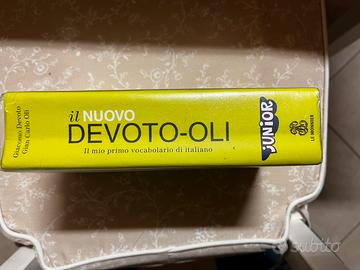 Giacomo Devoto
Gian Carlo Oli
il NUOVO
DEVOTO-OLI
Il mio primo vocabolario di italiano
JUNIOR
LE MONNIER
subito